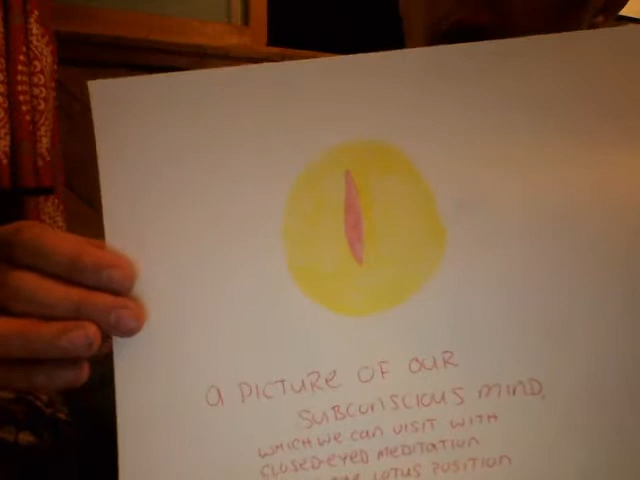 a PICTURE OF OUR
SUBCONSCIOUS MIND,
WHICH WE CAN VISIT WITH
CLOSED-EYED MEDITATION
LOTUS POSITION